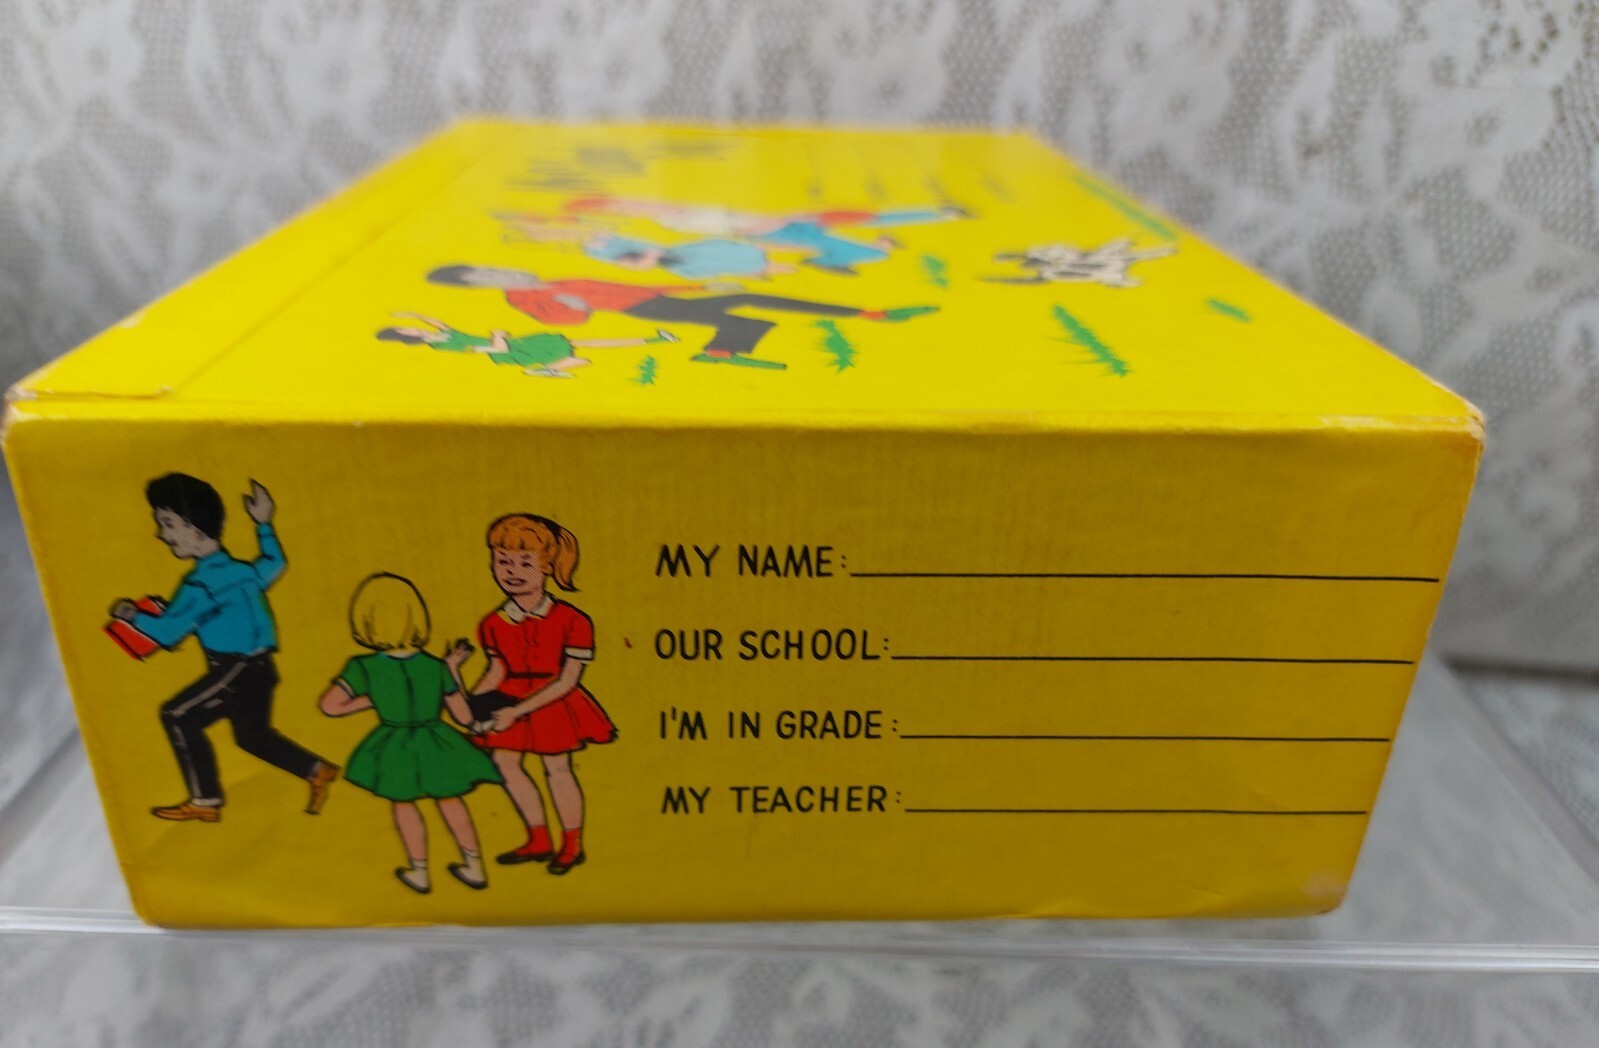 MY NAME:
OUR SCHOOL:
I'M IN GRADE:
MY TEACHER: